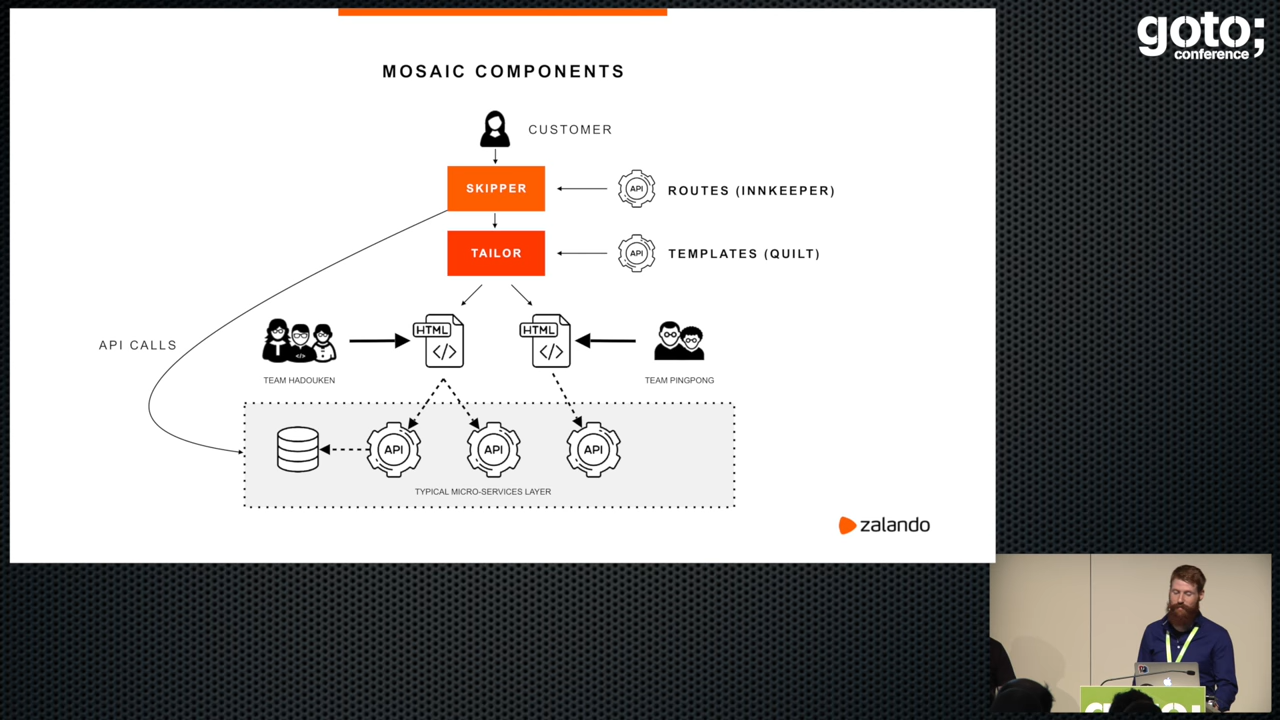 goto;
conference
MOSAIC COMPONENTS
CUSTOMER
SKIPPER
API
ROUTES (INNKEEPER)
TAILOR
API
TEMPLATES (QUILT)
API CALLS
HTML
</>
HTML
</>
TEAM HADOUKEN
TEAM PINGPONG
API
API
API
TYPICAL MICRO-SERVICES LAYER
zalando
goto;